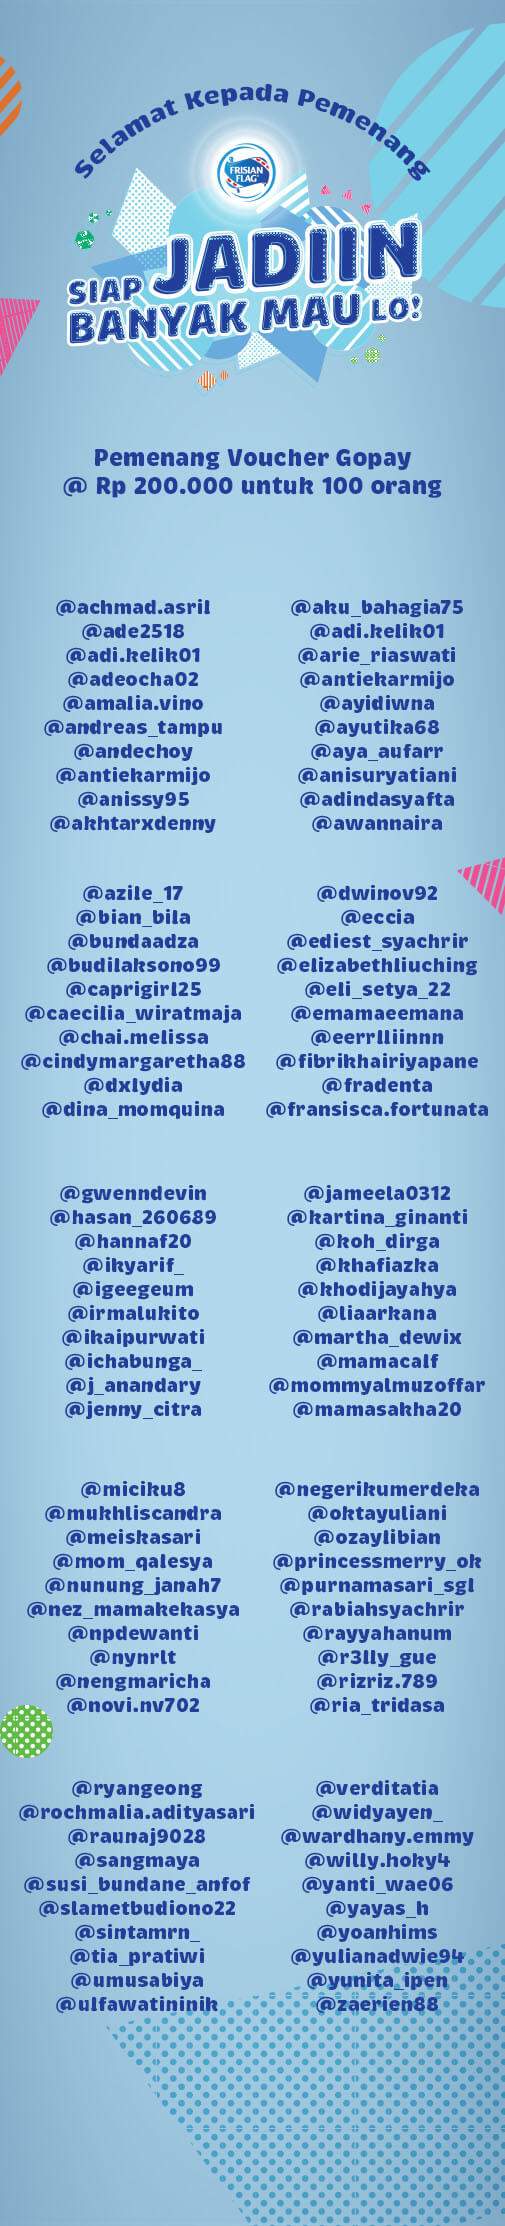 Selamat Kepada Pemenang
FRISIAN
FLAG
SIAP JADIIN
BANYAK MAU LO!
Pemenang Voucher Gopay
@ Rp 200.000 untuk 100 orang
@achmad.asril
@ade2518
@adi.kelik01
@adeocha02
@amalia.vino
@andreas_tampu
@andechoy
@antiekarmijo
@anissy95
@akhtarxdenny
@aku_bahagia75
@adi.kelik01
@arie_riaswati
@antiekarmijo
@ayidiwna
@ayutika68
@aya_aufarr
@anisuryatiani
@adindasyafta
@awannaira
@azile_17
@bian_bila
@bundaadza
@budilaksono99
@caprigirl25
@caecilia_wiratmaja
@chai.melissa
@cindymargaretha88
@dxlydia
@dina_momquina
@dwinov92
@eccia
@ediest_syachrir
@elizabethliuching
@eli_setya_22
@emamaeemana
@eerrlliinnn
@fibrikhairiyapane
@fradenta
@fransisca.fortunata
@gwenndevin
@hasan_260689
@hannaf20
@ikyarif_
@igeegeum
@irmalukito
@ikaipurwati
@ichabunga_
@j_anandary
@jenny_citra
@jameela0312
@kartina_ginanti
@koh_dirga
@khafiazka
@khodijayahya
@liaarkana
@martha_dewix
@mamacalf
@mommyalmuzoffar
@mamasakha20
@miciku8
@mukhliscandra
@meiskasari
@mom_qalesya
@nunung_janah7
@nez_mamakekasya
@npdewanti
@nynrlt
@nengmaricha
@novi.nv702
@negerikumerdeka
@oktayuliani
@ozaylibian
@princessmerry_ok
@purnamasari_sgl
@rabiahsyachrir
@rayyahanum
@r3lly_gue
@rizriz.789
@ria_tridasa
@ryangeong
@rochmalia.adityasari
@raunaj9028
@sangmaya
@susi_bundane_anfof
@slametbudiono22
@sintamrn_
@tia_pratiwi
@umusabiya
@ulfawatininik
@verditatia
@widyayen_
@wardhany.emmy
@willy.hoky4
@yanti_wae06
@yayas_h
@yoanhims
@yulianadwie94
@yunita_ipen
@zaerien88